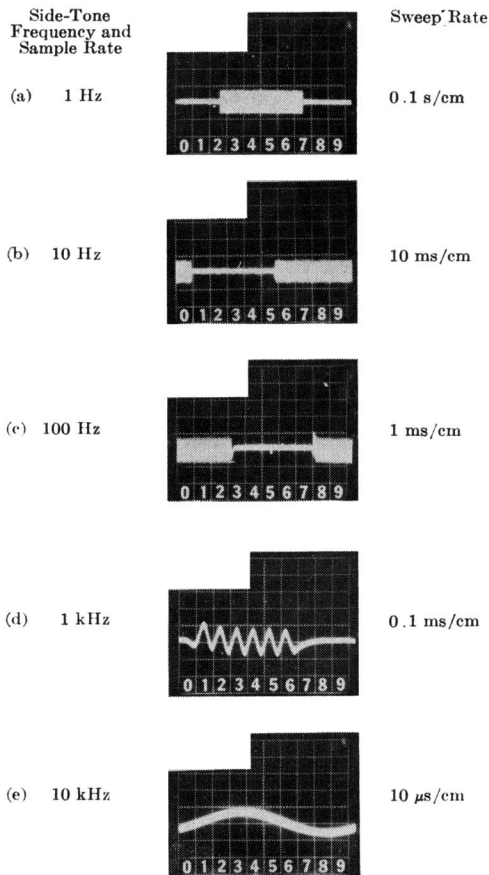 Side-Tone Frequency and Sample Rate
Sweep Rate
(a) 1 Hz
0 1 2 3 4 5 6 7 8 9
0.1 s/cm
(b) 10 Hz
0 1 2 3 4 5 6 7 8 9
10 ms/cm
(c) 100 Hz
0 1 2 3 4 5 6 7 8 9
1 ms/cm
(d) 1 kHz
0 1 2 3 4 5 6 7 8 9
0.1 ms/cm
(e) 10 kHz
0 1 2 3 4 5 6 7 8 9
10 μs/cm